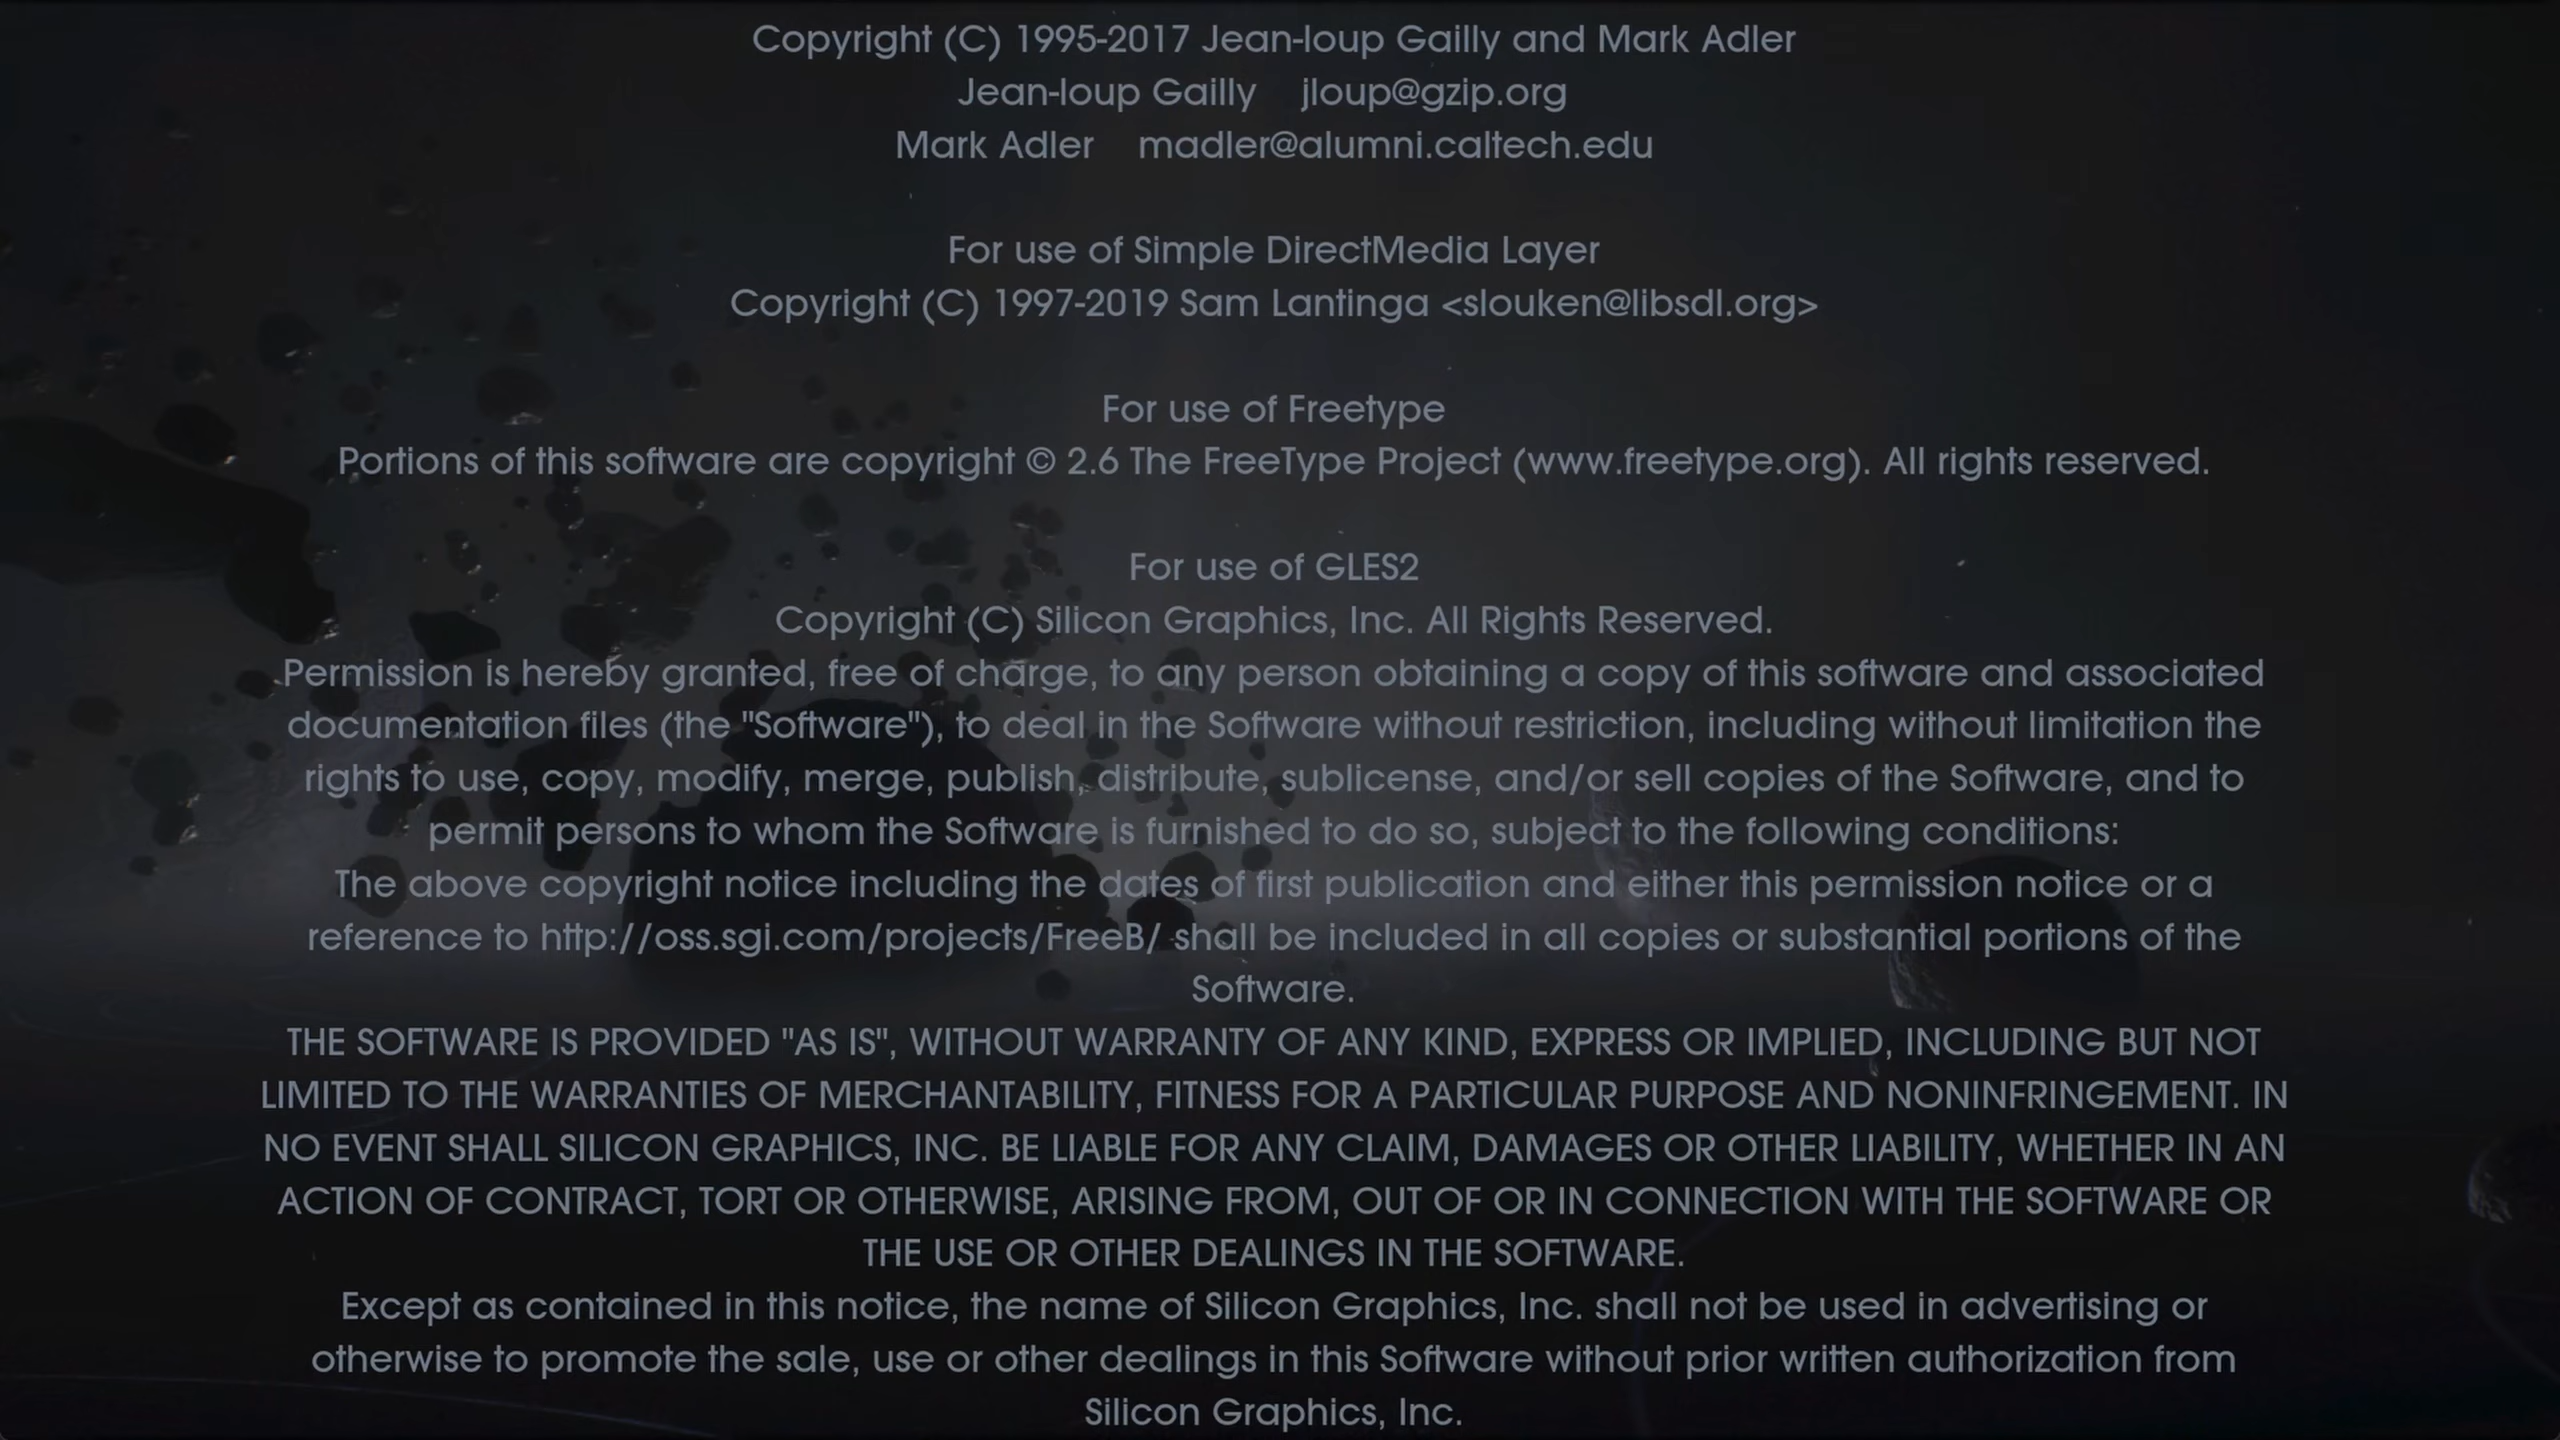 Copyright (C) 1995-2017 Jean-loup Gailly and Mark Adler
Jean-loup Gailly    jloup@gzip.org
Mark Adler    madler@alumni.caltech.edu
For use of Simple DirectMedia Layer
Copyright (C) 1997-2019 Sam Lantinga <slouken@libsdl.org>
For use of Freetype
Portions of this software are copyright © 2.6 The FreeType Project (www.freetype.org). All rights reserved.
For use of GLES2
Copyright (C) Silicon Graphics, Inc. All Rights Reserved.
Permission is hereby granted, free of charge, to any person obtaining a copy of this software and associated
documentation files (the "Software"), to deal in the Software without restriction, including without limitation the
rights to use, copy, modify, merge, publish, distribute, sublicense, and/or sell copies of the Software, and to
permit persons to whom the Software is furnished to do so, subject to the following conditions:
The above copyright notice including the dates of first publication and either this permission notice or a
reference to http://oss.sgi.com/projects/FreeB/ shall be included in all copies or substantial portions of the
Software.
THE SOFTWARE IS PROVIDED "AS IS", WITHOUT WARRANTY OF ANY KIND, EXPRESS OR IMPLIED, INCLUDING BUT NOT
LIMITED TO THE WARRANTIES OF MERCHANTABILITY, FITNESS FOR A PARTICULAR PURPOSE AND NONINFRINGEMENT. IN
NO EVENT SHALL SILICON GRAPHICS, INC. BE LIABLE FOR ANY CLAIM, DAMAGES OR OTHER LIABILITY, WHETHER IN AN
ACTION OF CONTRACT, TORT OR OTHERWISE, ARISING FROM, OUT OF OR IN CONNECTION WITH THE SOFTWARE OR
THE USE OR OTHER DEALINGS IN THE SOFTWARE.
Except as contained in this notice, the name of Silicon Graphics, Inc. shall not be used in advertising or
otherwise to promote the sale, use or other dealings in this Software without prior written authorization from
Silicon Graphics, Inc.